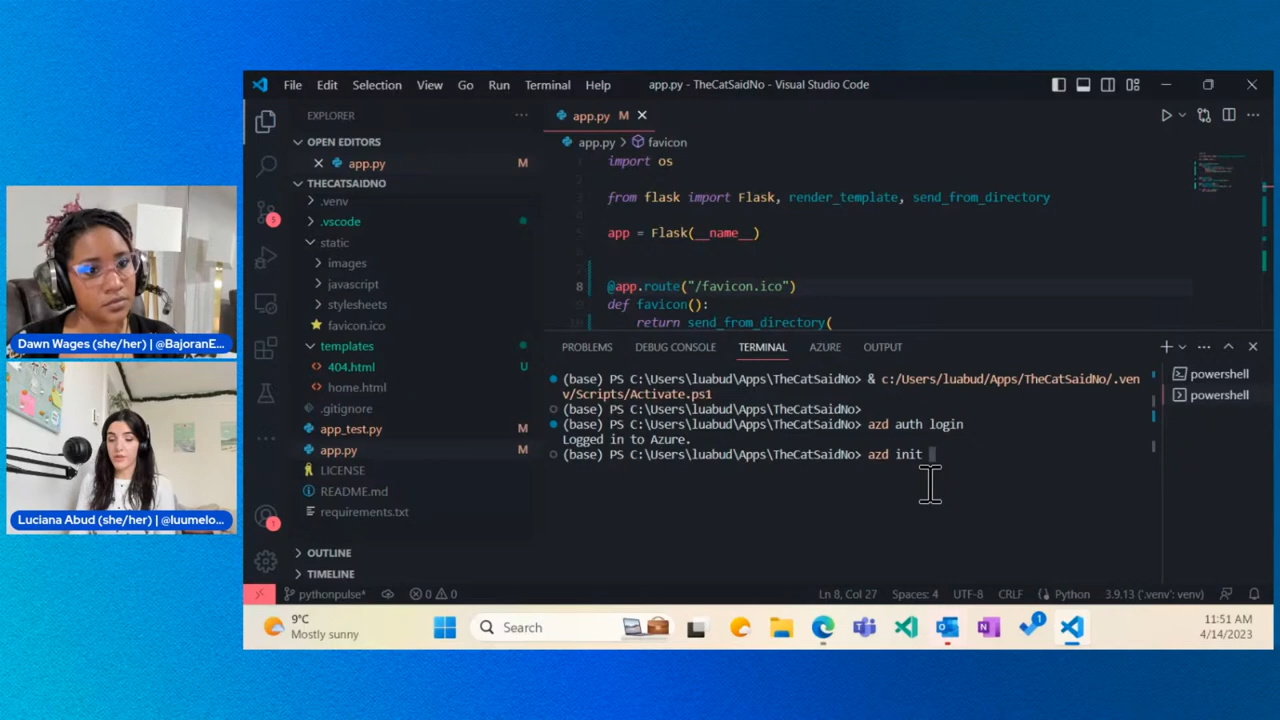 File Edit Selection View Go Run Terminal Help
app.py - TheCatSaidNo - Visual Studio Code
EXPLORER
OPEN EDITORS
app.py M
THECATSAIDNO
.venv
.vscode
static
images
javascript
stylesheets
favicon.ico
templates
404.html U
home.html
.gitignore
app_test.py M
app.py M
LICENSE
README.md
requirements.txt
OUTLINE
TIMELINE
app.py M
app.py > favicon
import os
from flask import Flask, render_template, send_from_directory
app = Flask(__name__)
8 @app.route("/favicon.ico")
def favicon():
return send_from_directory(
PROBLEMS DEBUG CONSOLE TERMINAL AZURE OUTPUT
(base) PS C:\Users\luabud\Apps\TheCatSaidNo> & c:/Users/luabud/Apps/TheCatSaidNo/.ven
v/Scripts/Activate.ps1
(base) PS C:\Users\luabud\Apps\TheCatSaidNo>
(base) PS C:\Users\luabud\Apps\TheCatSaidNo> azd auth login
Logged in to Azure.
(base) PS C:\Users\luabud\Apps\TheCatSaidNo> azd init
powershell
powershell
Dawn Wages (she/her) | @BajoranE...
Luciana Abud (she/her) | @luumelo...
pythonpulse* 0 0 Ln 8, Col 27 Spaces: 4 UTF-8 CRLF Python 3.9.13 ('.venv': venv)
9°C
Mostly sunny
Search
11:51 AM
4/14/2023